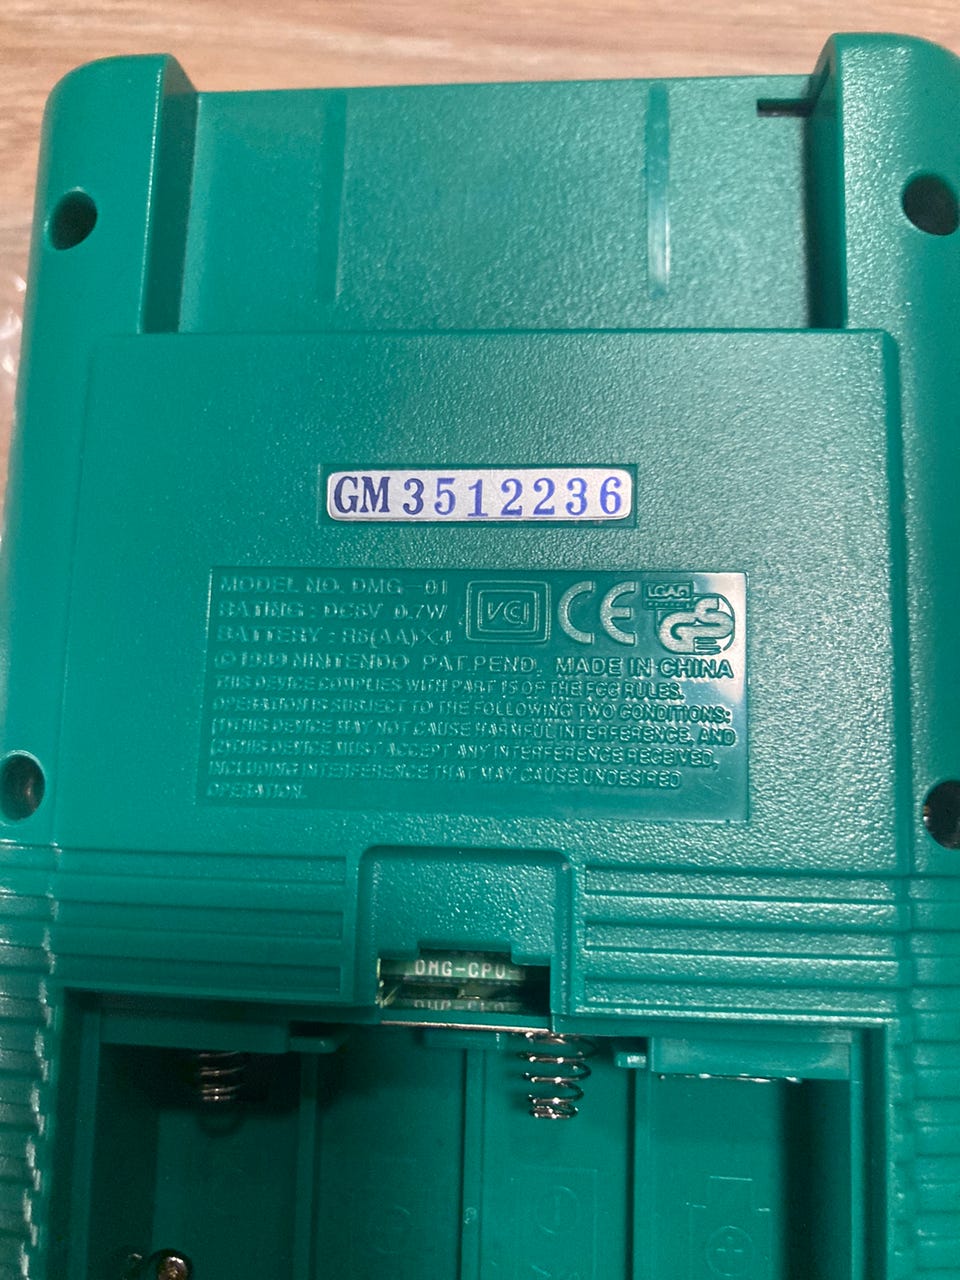 GM3512236
MODEL NO. DMG-01
RATING : DC6V 0.7W
BATTERY : R6(AA)×4
VCI
CE
LGA
GS
© 1989 NINTENDO PAT.PEND. MADE IN CHINA
THIS DEVICE COMPLIES WITH PART 15 OF THE FCC RULES.
OPERATION IS SUBJECT TO THE FOLLOWING TWO CONDITIONS:
(1)THIS DEVICE MAY NOT CAUSE HARMFUL INTERFERENCE, AND
(2)THIS DEVICE MUST ACCEPT ANY INTERFERENCE RECEIVED,
INCLUDING INTERFERENCE THAT MAY CAUSE UNDESIRED
OPERATION.
DMG-CPU-